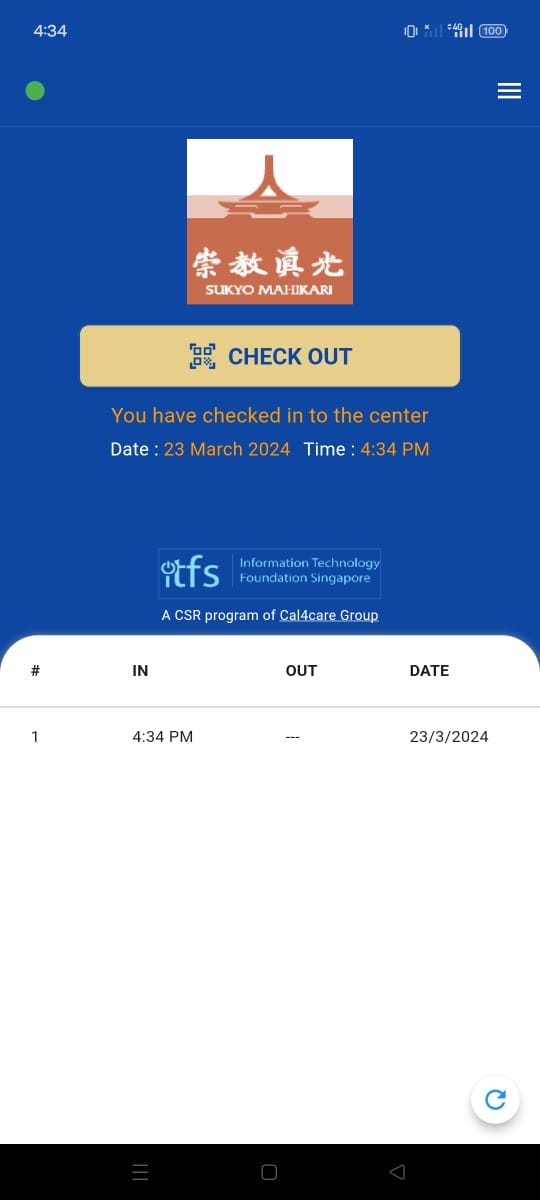 4:34
4G
100
崇教眞光
SUKYO MAHIKARI
CHECK OUT
You have checked in to the center
Date : 23 March 2024 Time : 4:34 PM
itfs
Information Technology
Foundation Singapore
A CSR program of Cal4care Group
# IN OUT DATE
1 4:34 PM --- 23/3/2024